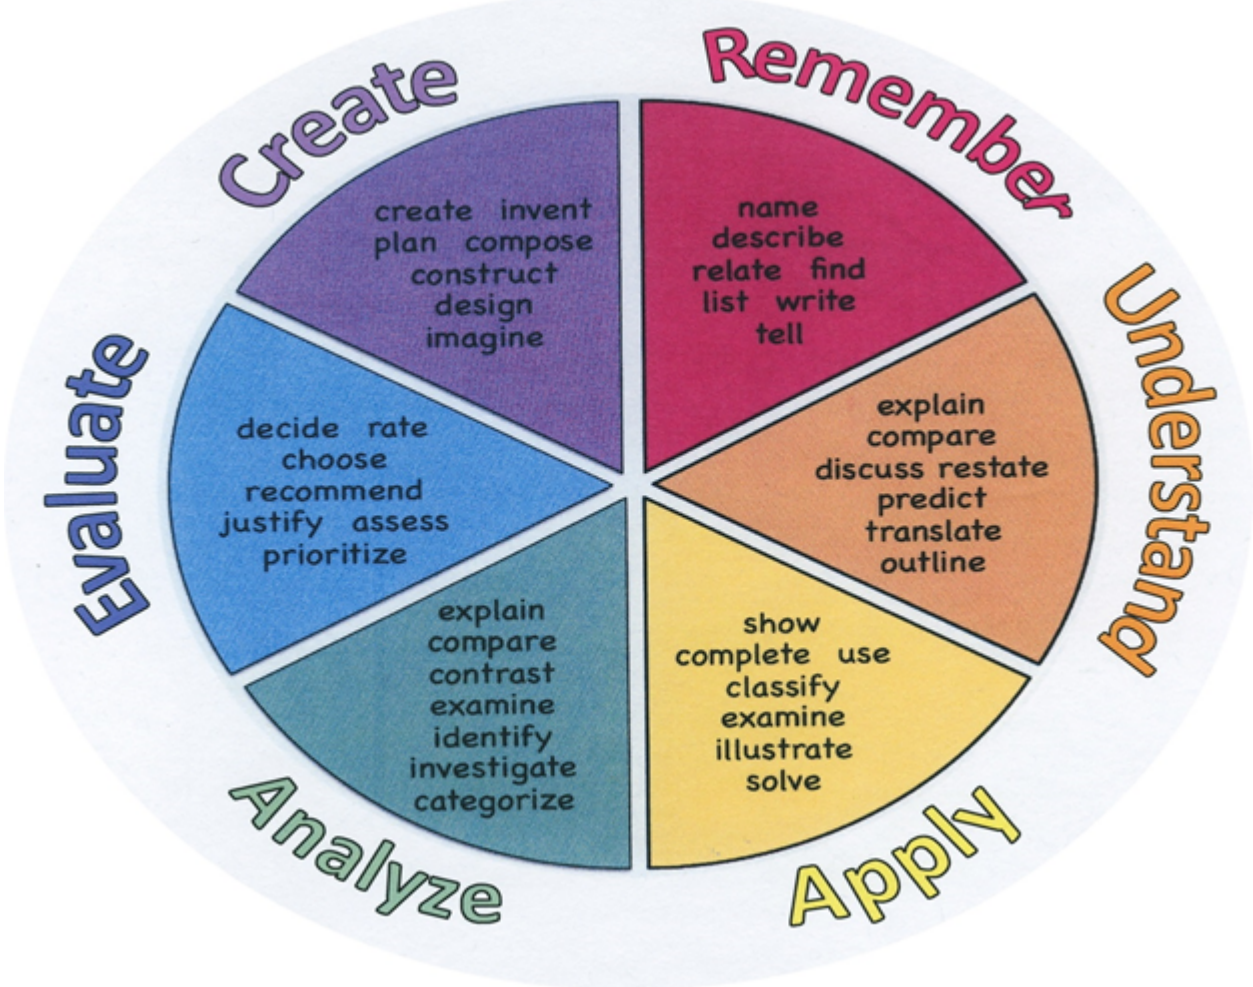 Create
create invent
plan compose
construct
design
imagine
Remember
name
describe
relate find
list write
tell
Understand
explain
compare
discuss restate
predict
translate
outline
Apply
show
complete use
classify
examine
illustrate
solve
Analyze
explain
compare
contrast
examine
identify
investigate
categorize
Evaluate
decide rate
choose
recommend
justify assess
prioritize